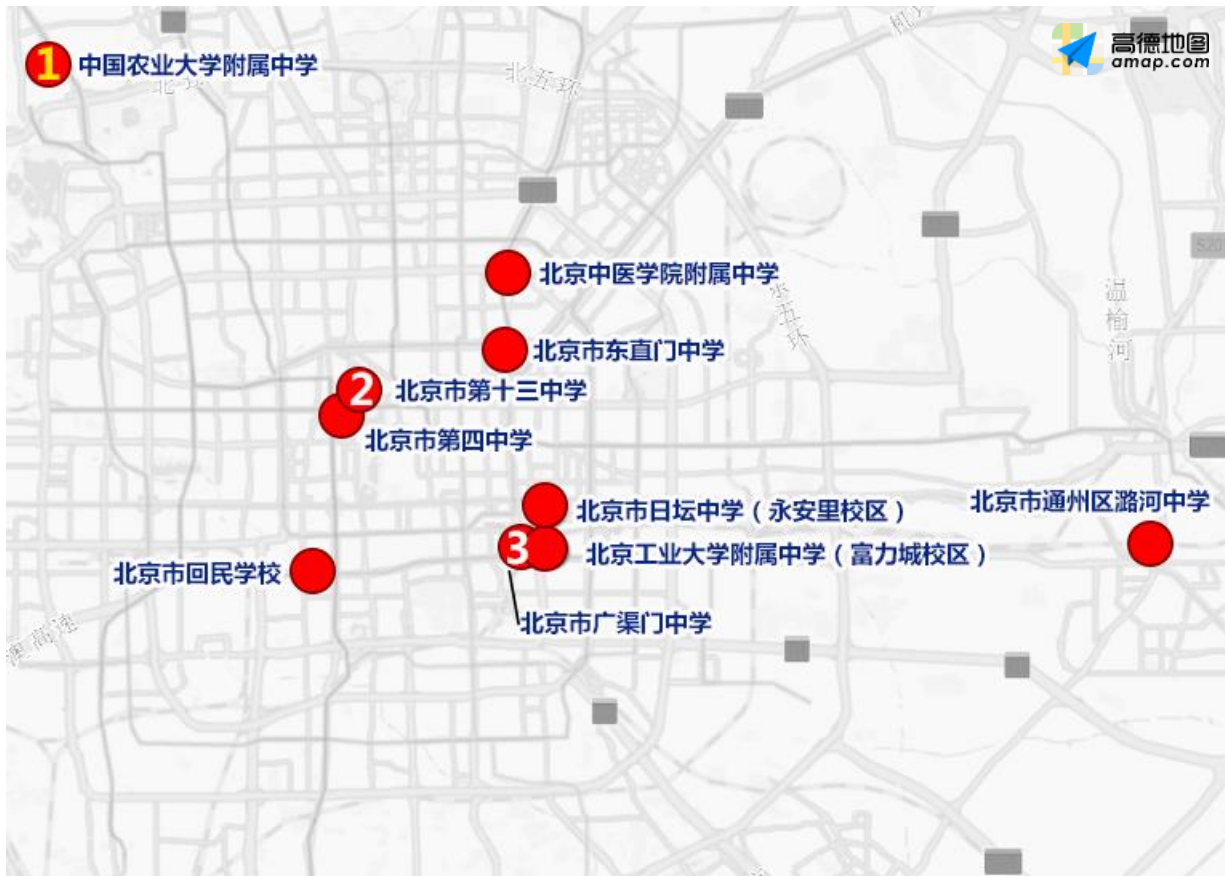 1
中国农业大学附属中学
高德地图
amap.com
北五环
北京中医学院附属中学
东五环
温榆河
北京市东直门中学
2
北京市第十三中学
北京市第四中学
北京市日坛中学（永安里校区）
北京市通州区潞河中学
3
北京工业大学附属中学（富力城校区）
北京市回民学校
北京市广渠门中学
澳高速